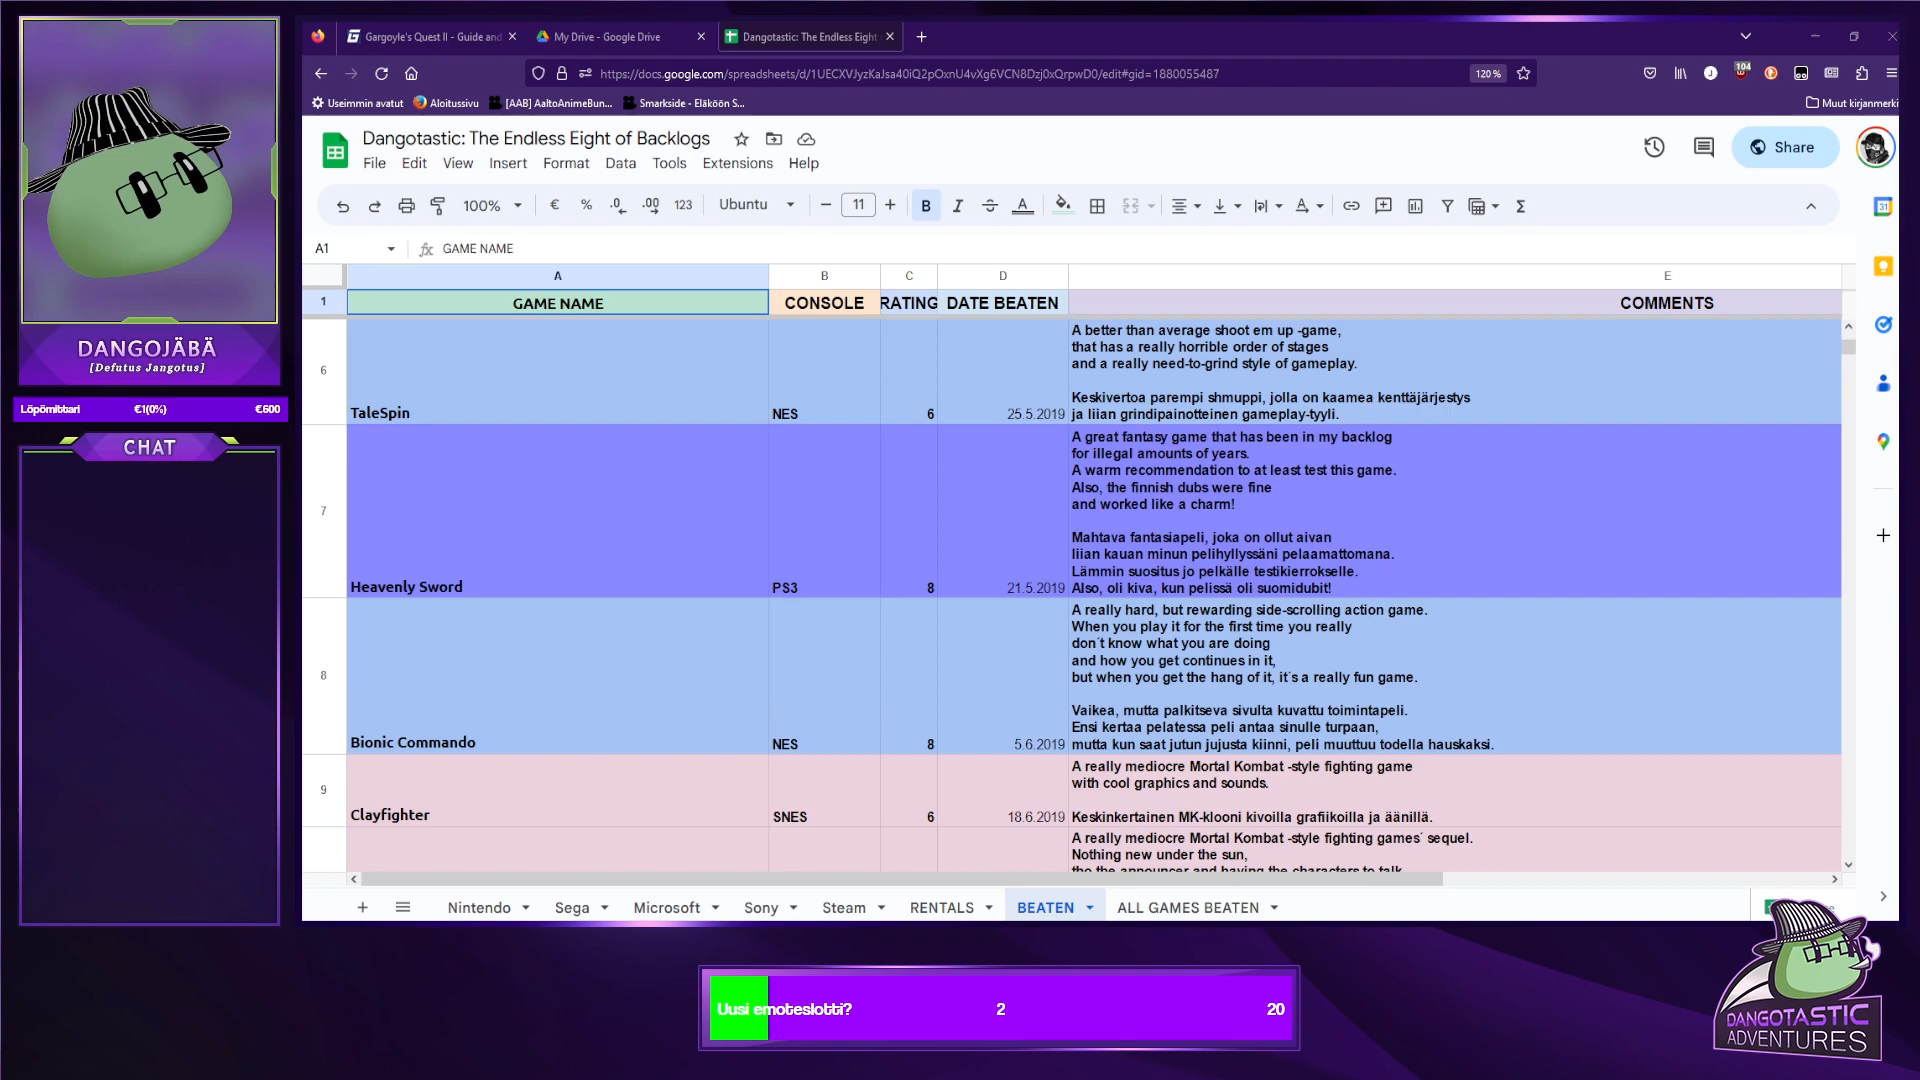 Gargoyle's Quest II - Guide and
My Drive - Google Drive
Dangotastic: The Endless Eight
https://docs.google.com/spreadsheets/d/1UECXVJyzKaJsa40iQ2pOxnU4vXg6VCN8Dzj0xQrpwD0/edit#gid=1880055487
120%
104
Useimmin avatut
Aloitussivu
[AAB] AaltoAnimeBun...
Smarkside - Eläköön S...
Muut kirjanmerki
Dangotastic: The Endless Eight of Backlogs
File Edit View Insert Format Data Tools Extensions Help
Share
100% € % .0 .00 123 Ubuntu 11 B I A
31
A1
GAME NAME
A B C D E
1 GAME NAME CONSOLE RATING DATE BEATEN COMMENTS
A better than average shoot em up -game,
that has a really horrible order of stages
and a really need-to-grind style of gameplay.
Keskivertoa parempi shmuppi, jolla on kaamea kenttäjärjestys
ja liian grindipainotteinen gameplay-tyyli.
6 TaleSpin NES 6 25.5.2019
A great fantasy game that has been in my backlog
for illegal amounts of years.
A warm recommendation to at least test this game.
Also, the finnish dubs were fine
and worked like a charm!
Mahtava fantasiapeli, joka on ollut aivan
liian kauan minun pelihyllyssäni pelaamattomana.
Lämmin suositus jo pelkälle testikierrokselle.
Also, oli kiva, kun pelissä oli suomidubit!
7 Heavenly Sword PS3 8 21.5.2019
A really hard, but rewarding side-scrolling action game.
When you play it for the first time you really
don´t know what you are doing
and how you get continues in it,
but when you get the hang of it, it´s a really fun game.
Vaikea, mutta palkitseva sivulta kuvattu toimintapeli.
Ensi kertaa pelatessa peli antaa sinulle turpaan,
mutta kun saat jutun jujusta kiinni, peli muuttuu todella hauskaksi.
8 Bionic Commando NES 8 5.6.2019
A really mediocre Mortal Kombat -style fighting game
with cool graphics and sounds.
Keskinkertainen MK-klooni kivoilla grafiikoilla ja äänillä.
9 Clayfighter SNES 6 18.6.2019
A really mediocre Mortal Kombat -style fighting games´ sequel.
Nothing new under the sun,
tho the announcer and having the characters to talk
Nintendo Sega Microsoft Sony Steam RENTALS BEATEN ALL GAMES BEATEN
DANGOJÄBÄ
[Defutus Jangotus]
Löpömittari €1(0%) €600
CHAT
Uusi emoteslotti? 2 20
DANGOTASTIC
ADVENTURES